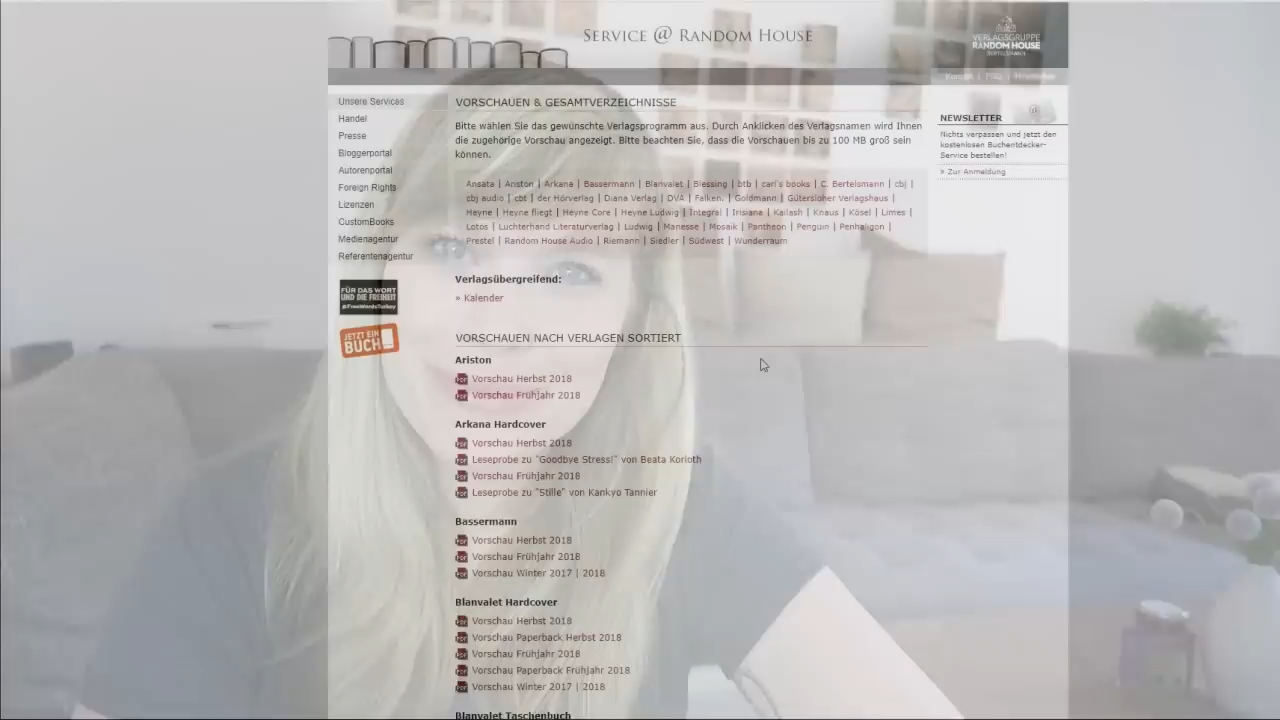 SERVICE @ RANDOM HOUSE
VERLAGSGRUPPE
RANDOM HOUSE
BERTELSMANN
Kontakt | FAQ | Newsletter
Unsere Services
Handel
Presse
Bloggerportal
Autorenportal
Foreign Rights
Lizenzen
CustomBooks
Medienagentur
Referentenagentur
FÜR DAS WORT
UND DIE FREIHEIT
#FreeWordsTurkey
JETZT EIN
BUCH!
VORSCHAUEN & GESAMTVERZEICHNISSE
Bitte wählen Sie das gewünschte Verlagsprogramm aus. Durch Anklicken des Verlagsnamen wird Ihnen
die zugehörige Vorschau angezeigt. Bitte beachten Sie, dass die Vorschauen bis zu 100 MB groß sein
können.
Ansata | Ariston | Arkana | Bassermann | Blanvalet | Blessing | btb | carl's books | C. Bertelsmann | cbj |
cbj audio | cbt | der Hörverlag | Diana Verlag | DVA | Falken. | Goldmann | Gütersloher Verlagshaus |
Heyne | Heyne fliegt | Heyne Core | Heyne Ludwig | Integral | Irisiana | Kailash | Knaus | Kösel | Limes |
Lotos | Luchterhand Literaturverlag | Ludwig | Manesse | Mosaik | Pantheon | Penguin | Penhaligon |
Prestel | Random House Audio | Riemann | Siedler | Südwest | Wunderraum
Verlagsübergreifend:
» Kalender
VORSCHAUEN NACH VERLAGEN SORTIERT
Ariston
Vorschau Herbst 2018
Vorschau Frühjahr 2018
Arkana Hardcover
Vorschau Herbst 2018
Leseprobe zu "Goodbye Stress!" von Beata Korioth
Vorschau Frühjahr 2018
Leseprobe zu "Stille" von Kankyo Tannier
Bassermann
Vorschau Herbst 2018
Vorschau Frühjahr 2018
Vorschau Winter 2017 | 2018
Blanvalet Hardcover
Vorschau Herbst 2018
Vorschau Paperback Herbst 2018
Vorschau Frühjahr 2018
Vorschau Paperback Frühjahr 2018
Vorschau Winter 2017 | 2018
Blanvalet Taschenbuch
NEWSLETTER
Nichts verpassen und jetzt den
kostenlosen Buchentdecker-
Service bestellen!
» Zur Anmeldung